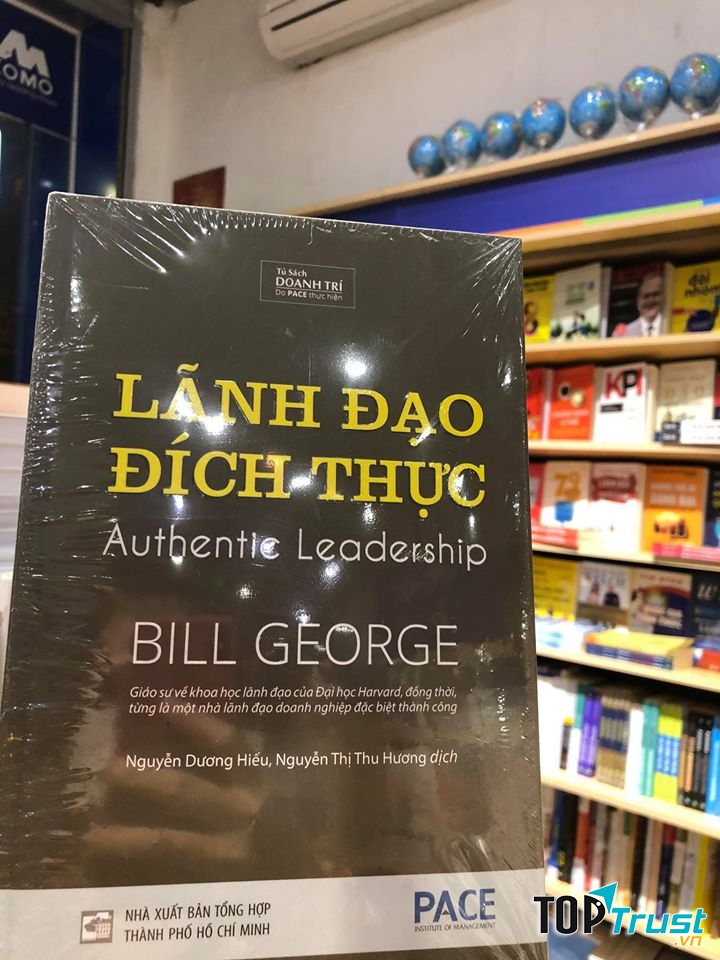 OMO
Tủ Sách
DOANH TRÍ
Do PACE thực hiện
LÃNH ĐẠO
ĐÍCH THỰC
Authentic Leadership
BILL GEORGE
Giáo sư về khoa học lãnh đạo của Đại học Harvard, đồng thời,
từng là một nhà lãnh đạo doanh nghiệp đặc biệt thành công
Nguyễn Dương Hiếu, Nguyễn Thị Thu Hương dịch
NHÀ XUẤT BẢN TỔNG HỢP
THÀNH PHỐ HỒ CHÍ MINH
PACE
INSTITUTE OF MANAGEMENT
KPI
73
TOPTrust
.vn